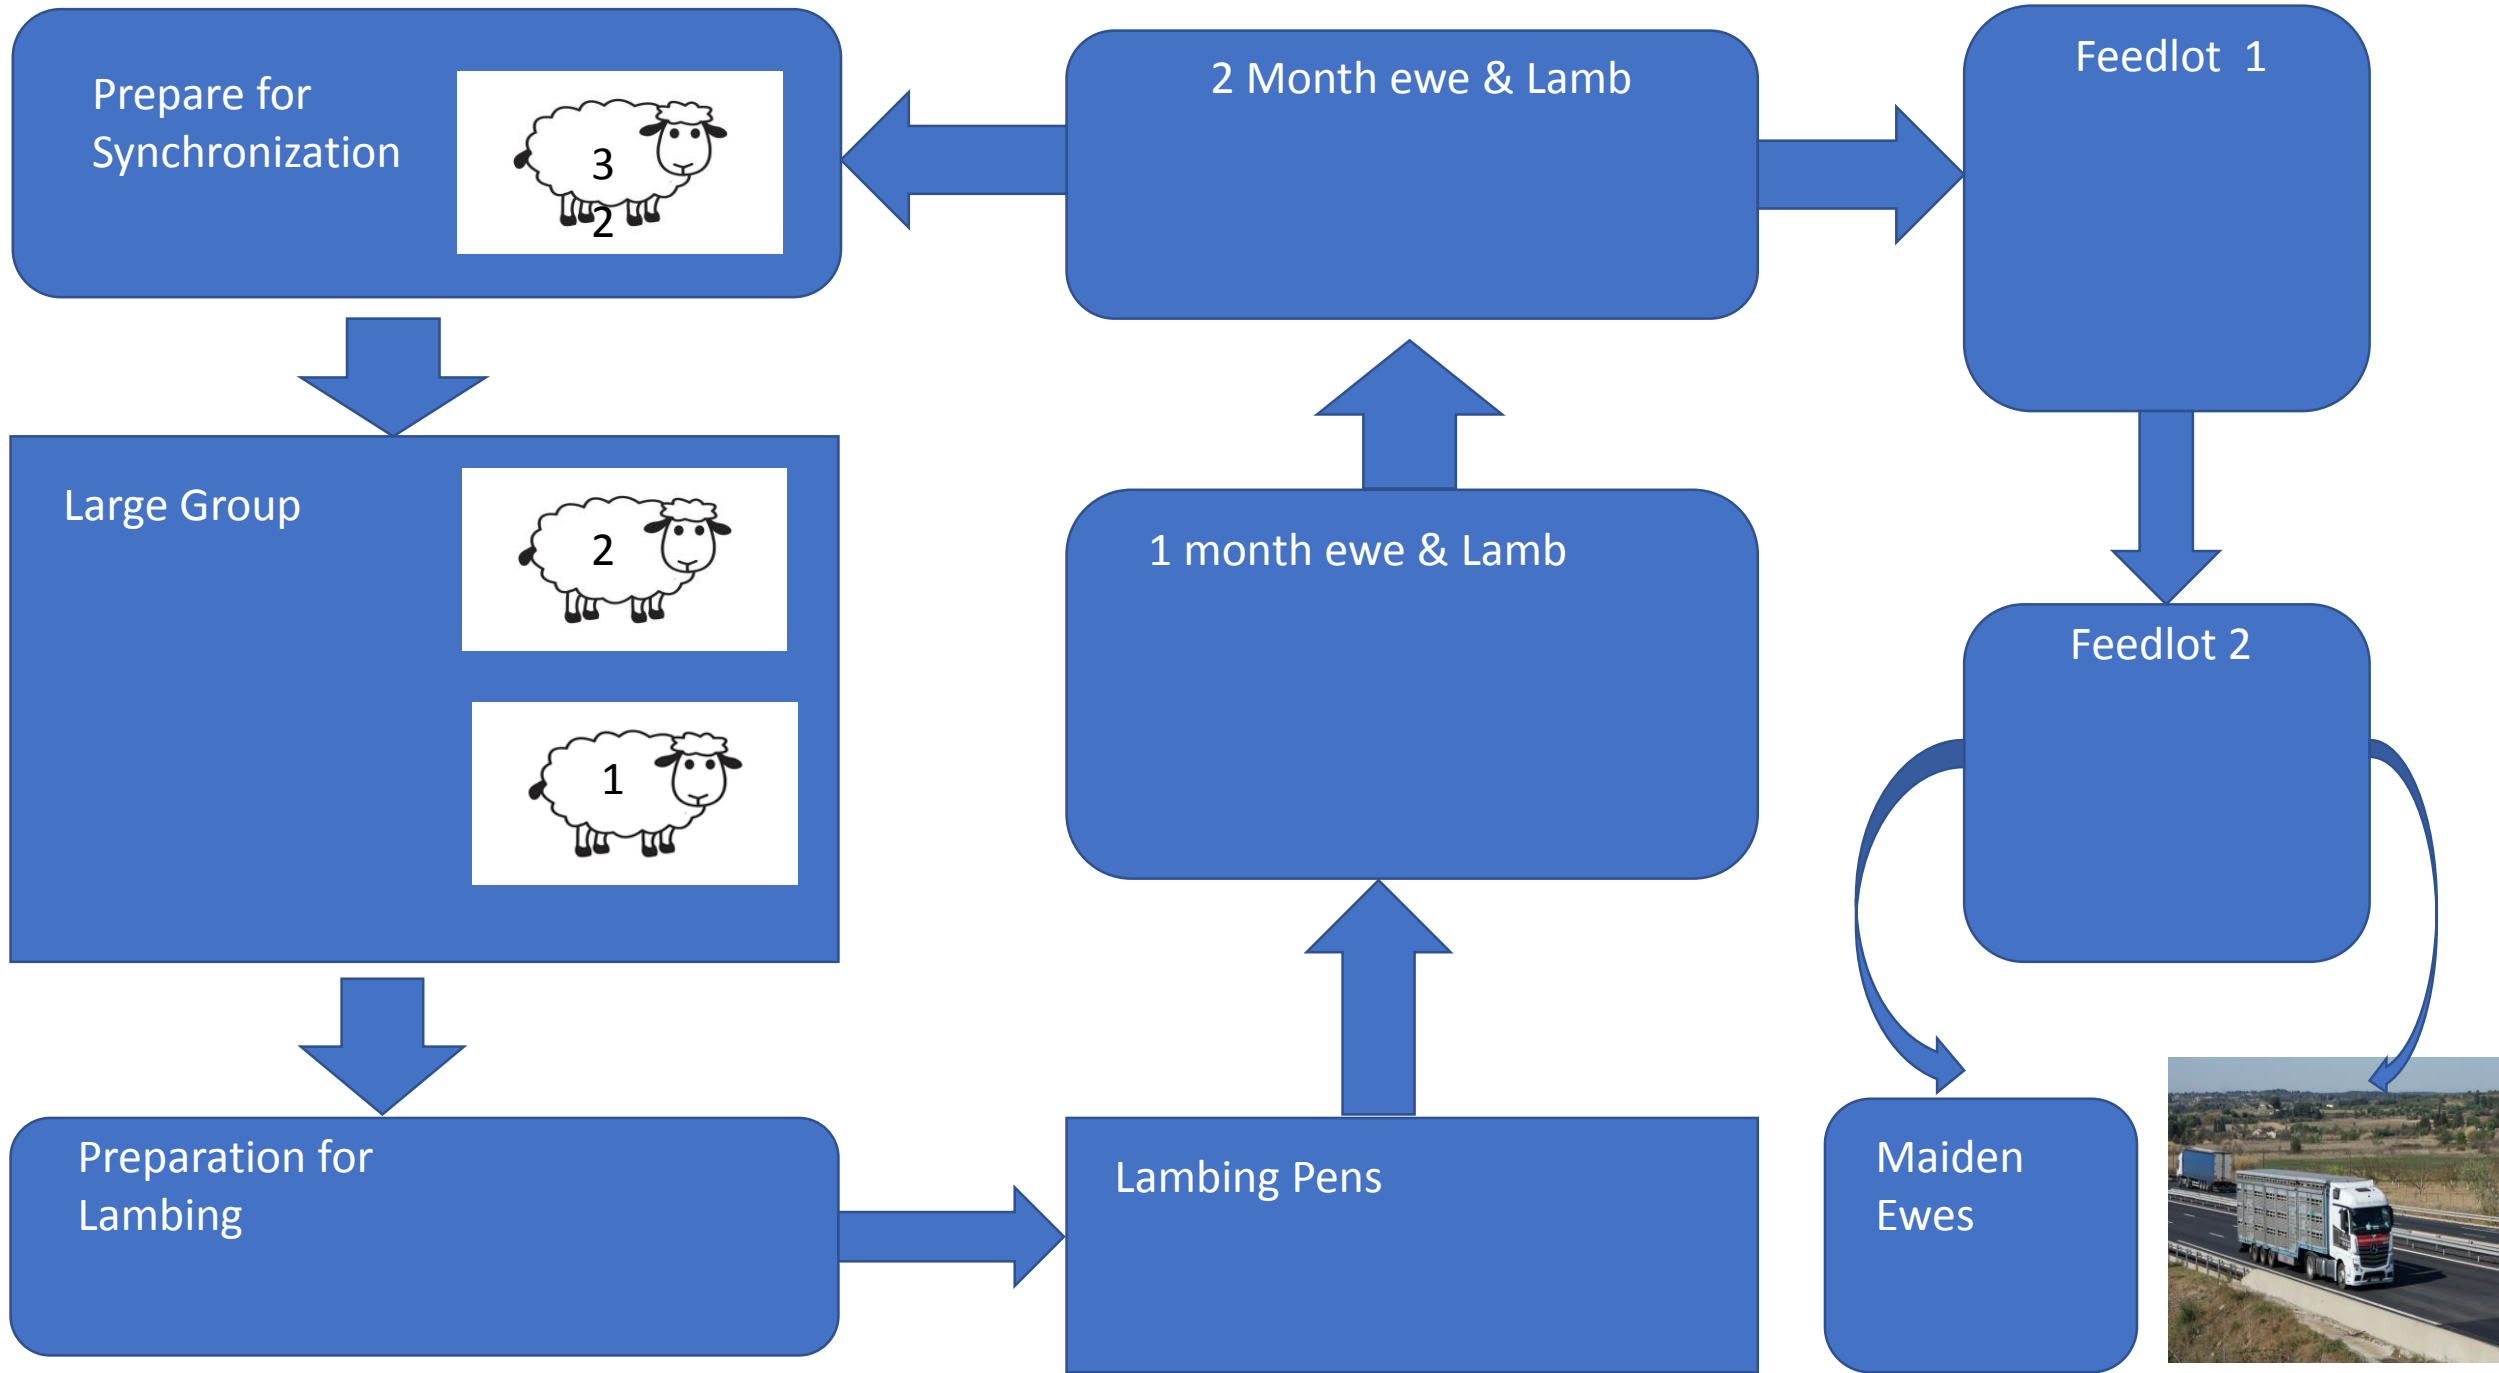 Prepare for
Synchronization
3
2
2 Month ewe & Lamb
Feedlot  1
Large Group
2
1
1 month ewe & Lamb
Feedlot 2
Preparation for
Lambing
Lambing Pens
Maiden
Ewes